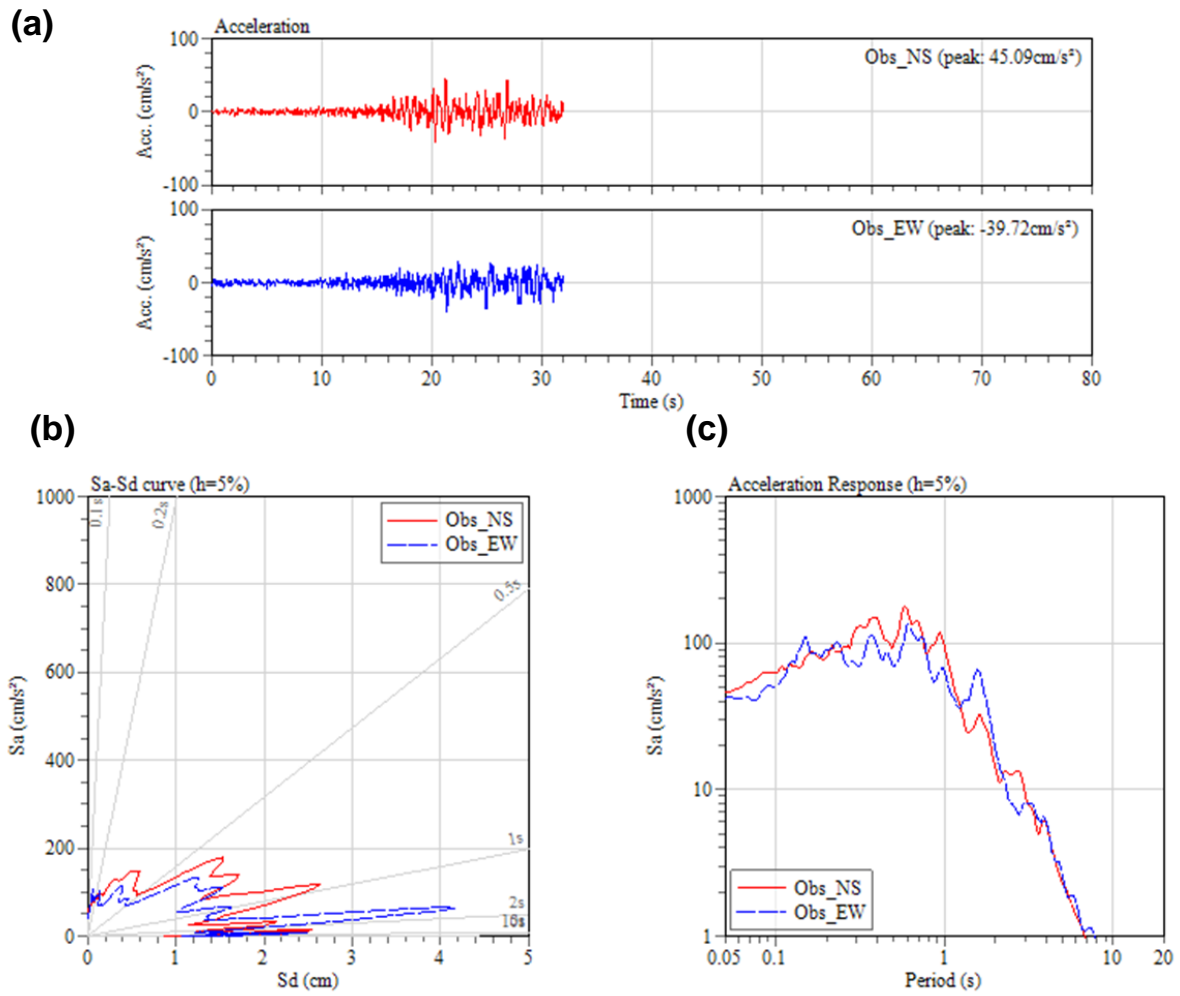 (a)
Acceleration
100
0
-100
Acc. (cm/s²)
Obs_NS (peak: 45.09cm/s²)
100
0
-100
Acc. (cm/s²)
Obs_EW (peak: -39.72cm/s²)
0 10 20 30 40 50 60 70 80
Time (s)
(b)
Sa-Sd curve (h=5%)
1000
800
600
400
200
0
Sa (cm/s²)
0.1s
0.2s
0.5s
1s
2s
Obs_NS
Obs_EW
0 1 2 3 4 5
Sd (cm)
(c)
Acceleration Response (h=5%)
1000
100
10
1
Sa (cm/s²)
Obs_NS
Obs_EW
0.05 0.1 1 10 20
Period (s)